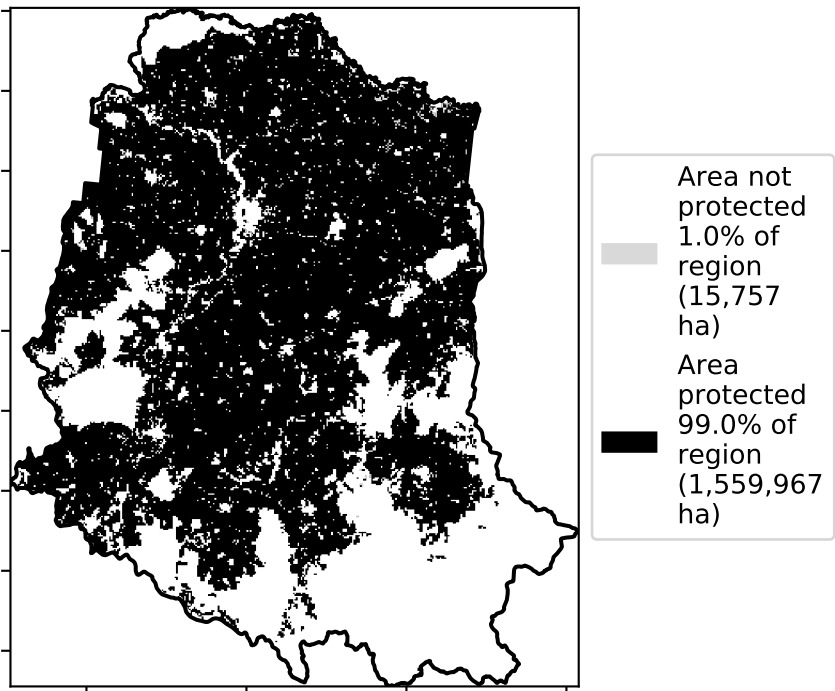 Area not
protected
1.0% of
region
(15,757
ha)
Area
protected
99.0% of
region
(1,559,967
ha)